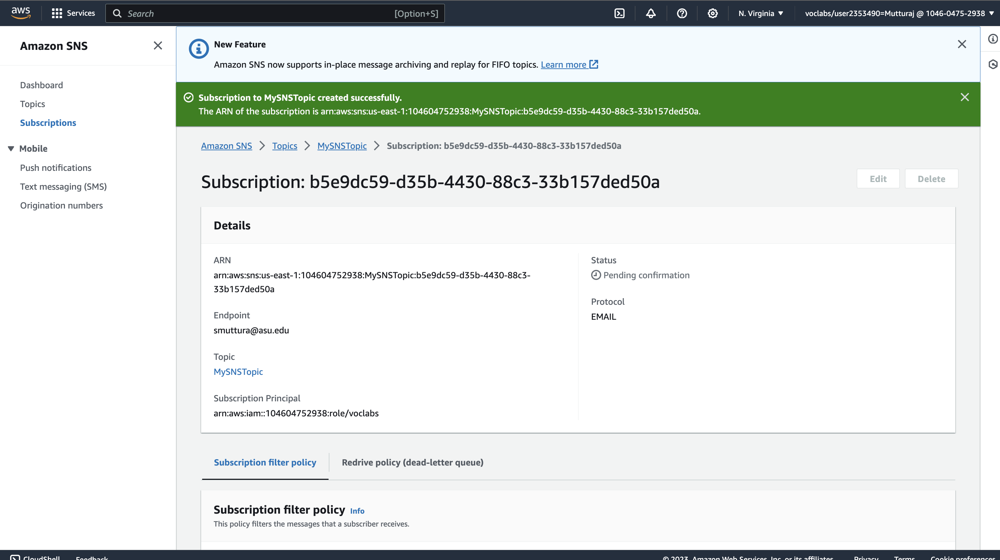 aws
Services
Search
[Option+S]
N. Virginia
voclabs/user2353490=Mutturaj @ 1046-0475-2938
Amazon SNS
Dashboard
Topics
Subscriptions
Mobile
Push notifications
Text messaging (SMS)
Origination numbers
New Feature
Amazon SNS now supports in-place message archiving and replay for FIFO topics. Learn more
Subscription to MySNSTopic created successfully.
The ARN of the subscription is arn:aws:sns:us-east-1:104604752938:MySNSTopic:b5e9dc59-d35b-4430-88c3-33b157ded50a.
Amazon SNS
Topics
MySNSTopic
Subscription: b5e9dc59-d35b-4430-88c3-33b157ded50a
Subscription: b5e9dc59-d35b-4430-88c3-33b157ded50a
Edit
Delete
Details
ARN
arn:aws:sns:us-east-1:104604752938:MySNSTopic:b5e9dc59-d35b-4430-88c3-
33b157ded50a
Endpoint
smuttura@asu.edu
Topic
MySNSTopic
Subscription Principal
arn:aws:iam::104604752938:role/voclabs
Status
Pending confirmation
Protocol
EMAIL
Subscription filter policy
Redrive policy (dead-letter queue)
Subscription filter policy Info
This policy filters the messages that a subscriber receives.
CloudShell
Feedback
© 2023, Amazon Web Services, Inc. or its affiliates.
Privacy
Terms
Cookie preferences